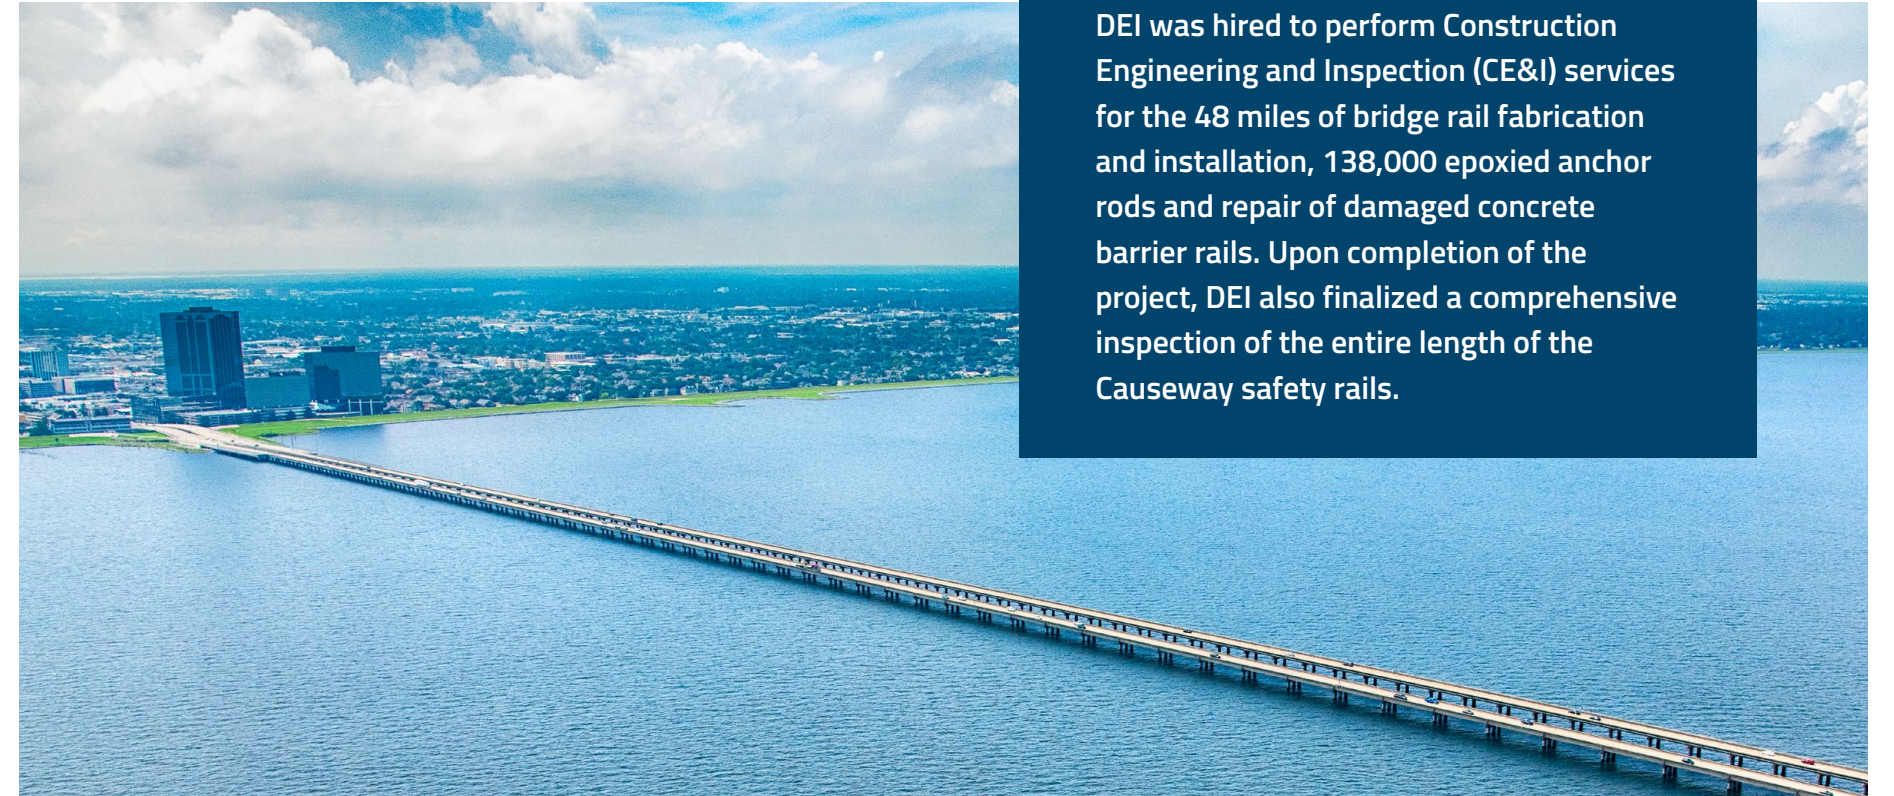 DEI was hired to perform Construction
Engineering and Inspection (CE&I) services
for the 48 miles of bridge rail fabrication
and installation, 138,000 epoxied anchor
rods and repair of damaged concrete
barrier rails. Upon completion of the
project, DEI also finalized a comprehensive
inspection of the entire length of the
Causeway safety rails.